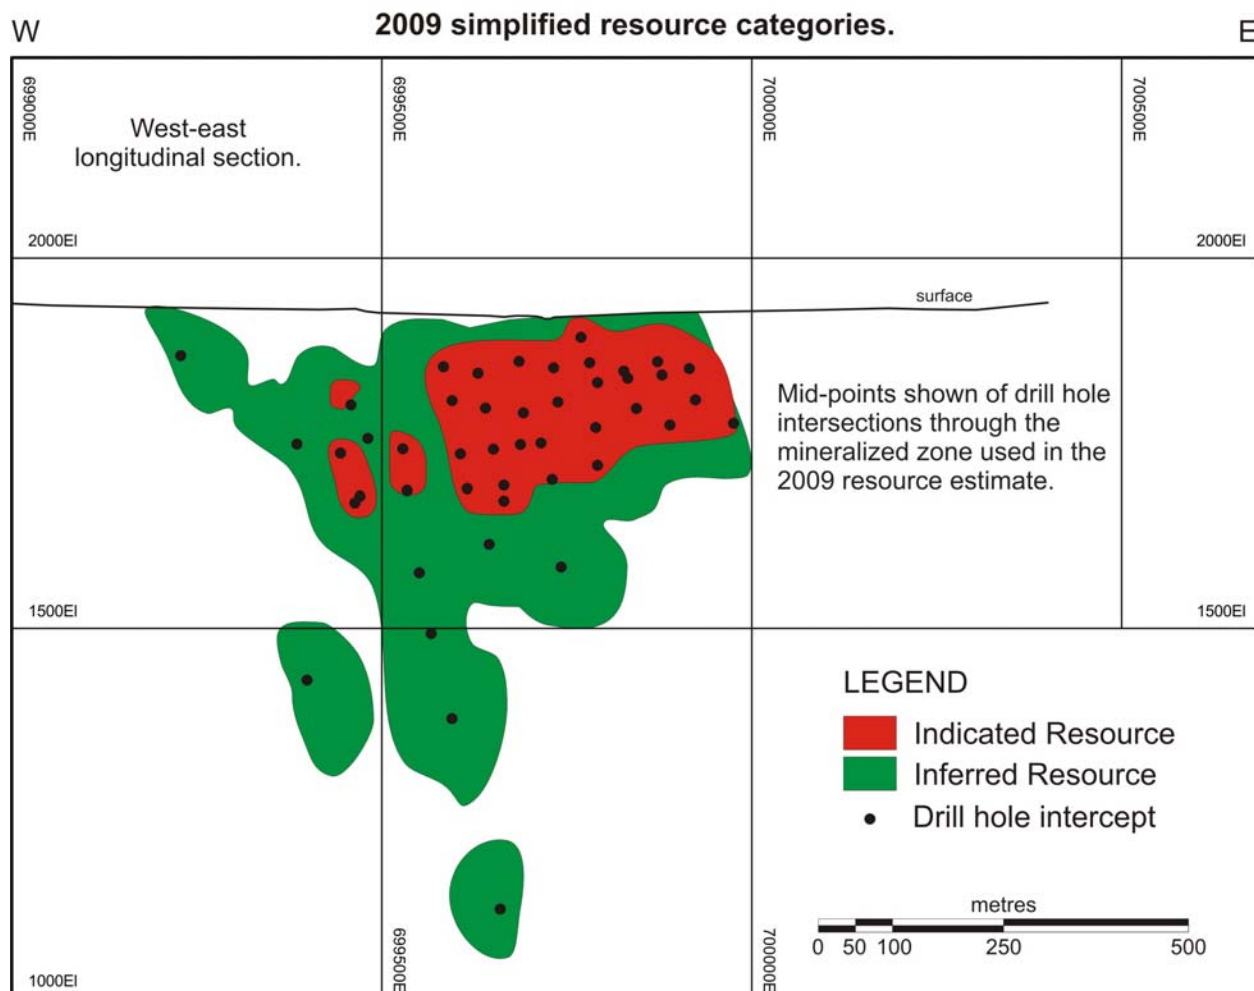 2009 simplified resource categories.
W
E
699000E
699500E
700000E
700500E
West-east
longitudinal section.
2000El
2000El
surface
Mid-points shown of drill hole
intersections through the
mineralized zone used in the
2009 resource estimate.
1500El
1500El
LEGEND
Indicated Resource
Inferred Resource
Drill hole intercept
metres
0 50 100 250 500
699500E
700000E
1000El